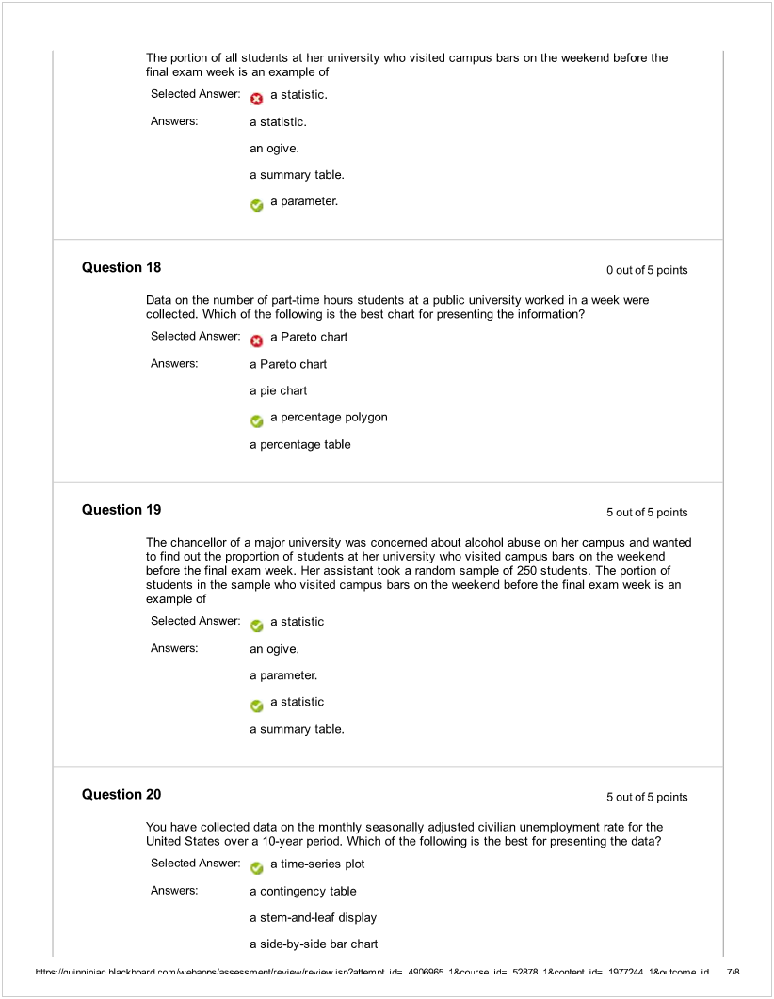 The portion of all students at her university who visited campus bars on the weekend before the
final exam week is an example of
Selected Answer: a statistic.
Answers: a statistic.
an ogive.
a summary table.
a parameter.
Question 18 0 out of 5 points
Data on the number of part-time hours students at a public university worked in a week were
collected. Which of the following is the best chart for presenting the information?
Selected Answer: a Pareto chart
Answers: a Pareto chart
a pie chart
a percentage polygon
a percentage table
Question 19 5 out of 5 points
The chancellor of a major university was concerned about alcohol abuse on her campus and wanted
to find out the proportion of students at her university who visited campus bars on the weekend
before the final exam week. Her assistant took a random sample of 250 students. The portion of
students in the sample who visited campus bars on the weekend before the final exam week is an
example of
Selected Answer: a statistic
Answers: an ogive.
a parameter.
a statistic
a summary table.
Question 20 5 out of 5 points
You have collected data on the monthly seasonally adjusted civilian unemployment rate for the
United States over a 10-year period. Which of the following is the best for presenting the data?
Selected Answer: a time-series plot
Answers: a contingency table
a stem-and-leaf display
a side-by-side bar chart
https://quinnipiac.blackboard.com/webapps/assessment/review/review.jsp?attempt_id=_4906965_1&course_id=_52878_1&content_id=_1977244_1&outcome_id... 7/8